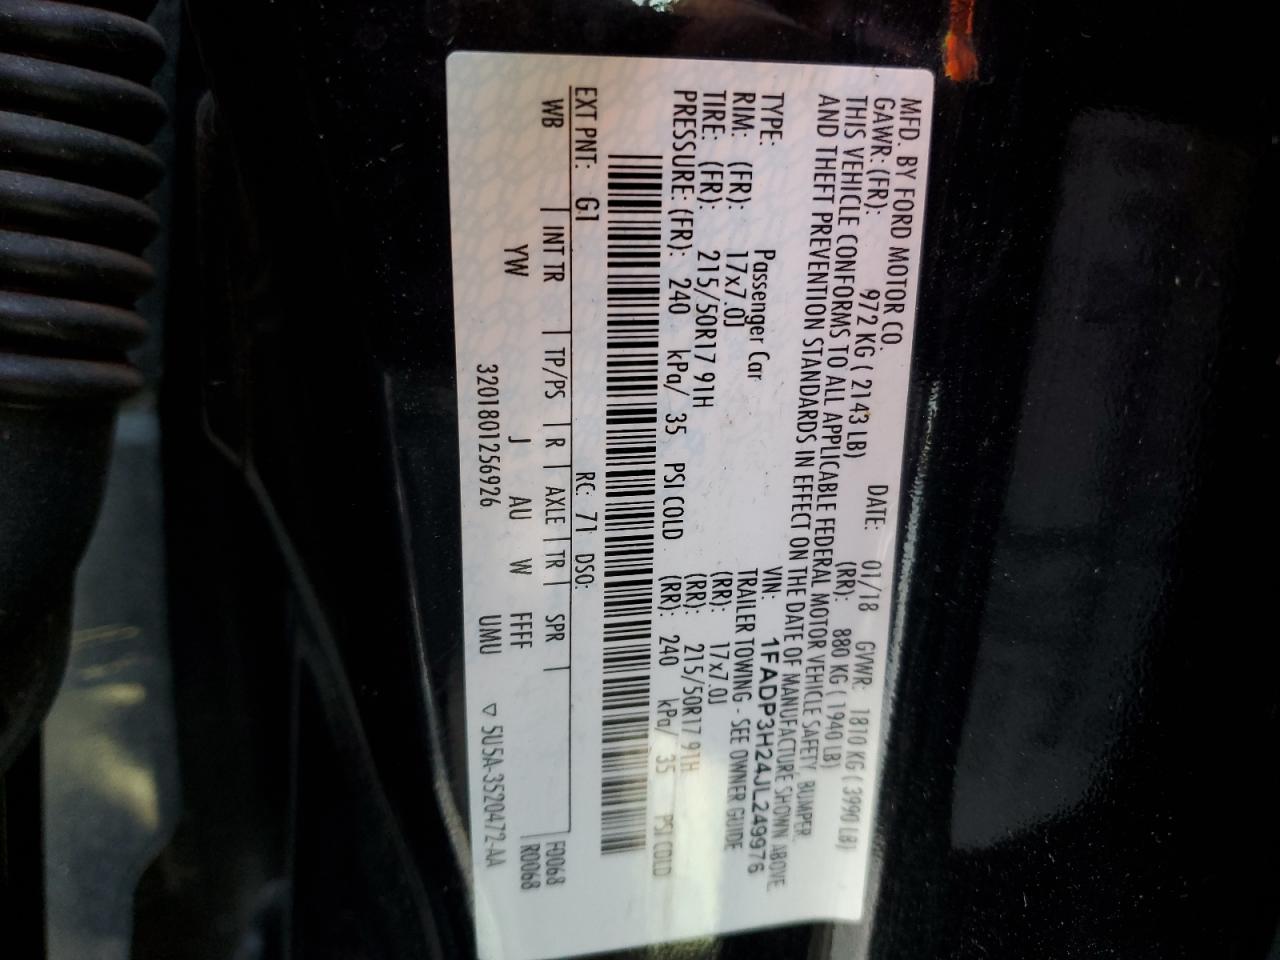 MFD. BY FORD MOTOR CO.
DATE: 01/18 GVWR: 1810 KG ( 3990 LB)
GAWR: (FR): 972 KG ( 2143 LB) (RR): 880 KG ( 1940 LB)
THIS VEHICLE CONFORMS TO ALL APPLICABLE FEDERAL MOTOR VEHICLE SAFETY, BUMPER,
AND THEFT PREVENTION STANDARDS IN EFFECT ON THE DATE OF MANUFACTURE SHOWN ABOVE
VIN: 1FADP3H24JL249976
TYPE: Passenger Car TRAILER TOWING - SEE OWNER GUIDE
RIM: (FR): 17x7.0J (RR): 17x7.0J
TIRE: (FR): 215/50R17 91H (RR): 215/50R17 91H
PRESSURE: (FR): 240 kPa/ 35 PSI COLD (RR): 240 kPa/ 35 PSI COLD
EXT PNT: G1 RC: 71 DSO:
WB | INT TR | TP/PS | R | AXLE | TR | SPR | F0068
YW J AU W FFFF R0068
3201801256926 UMU ▽ 5U5A-3520472-AA